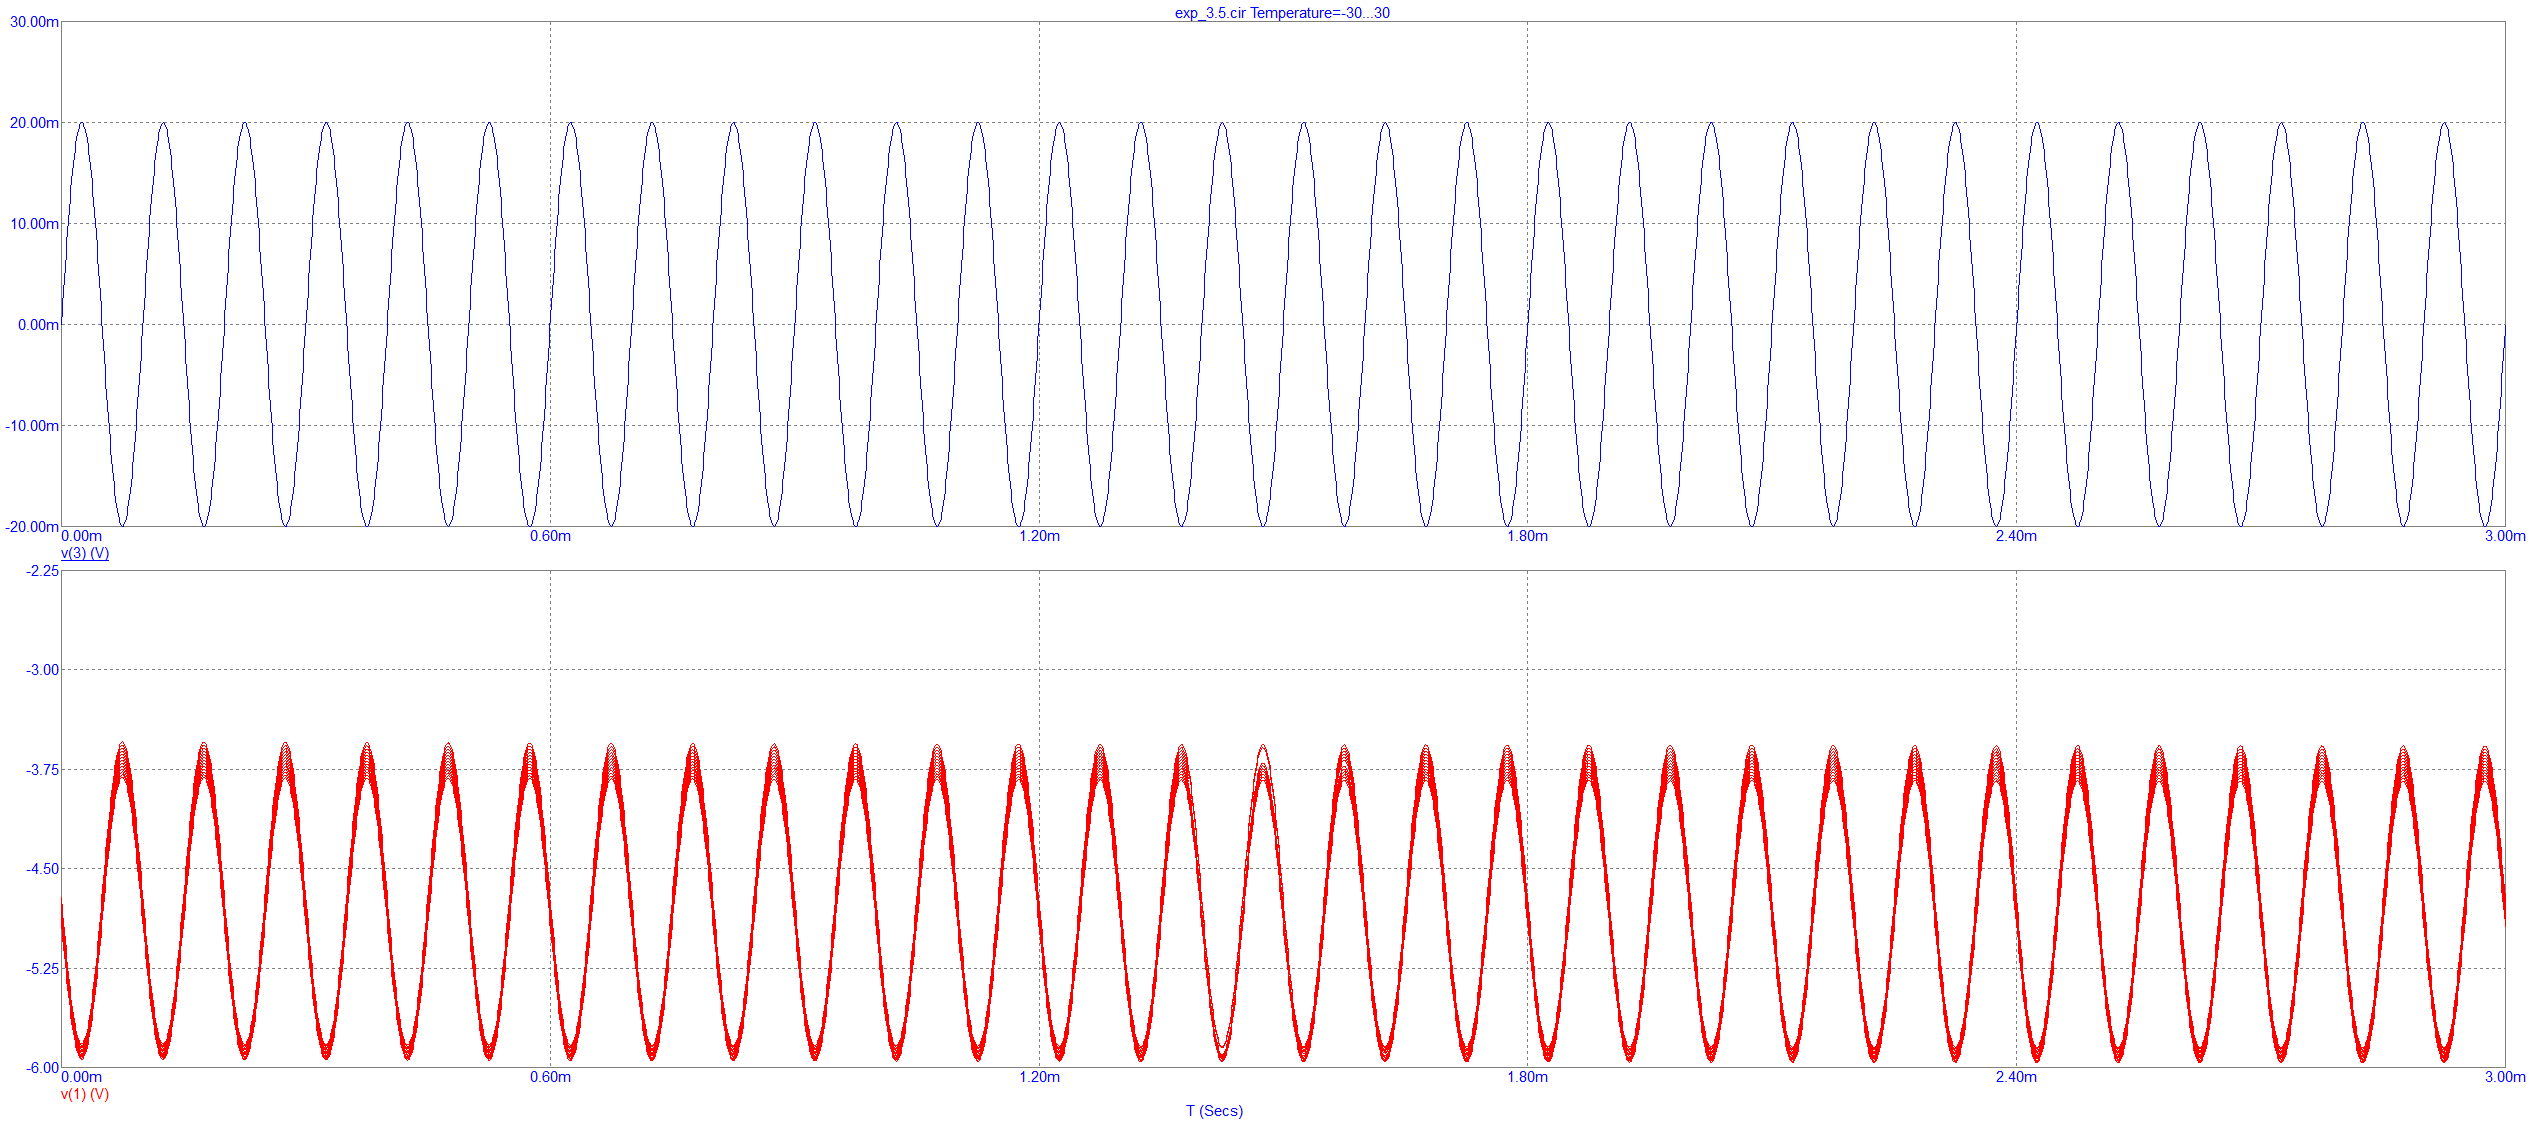 exp_3.5.cir Temperature=-30...30
30.00m
20.00m
10.00m
0.00m
-10.00m
-20.00m
0.00m 0.60m 1.20m 1.80m 2.40m 3.00m
v(3) (V)
-2.25
-3.00
-3.75
-4.50
-5.25
-6.00
0.00m 0.60m 1.20m 1.80m 2.40m 3.00m
v(1) (V)
T (Secs)